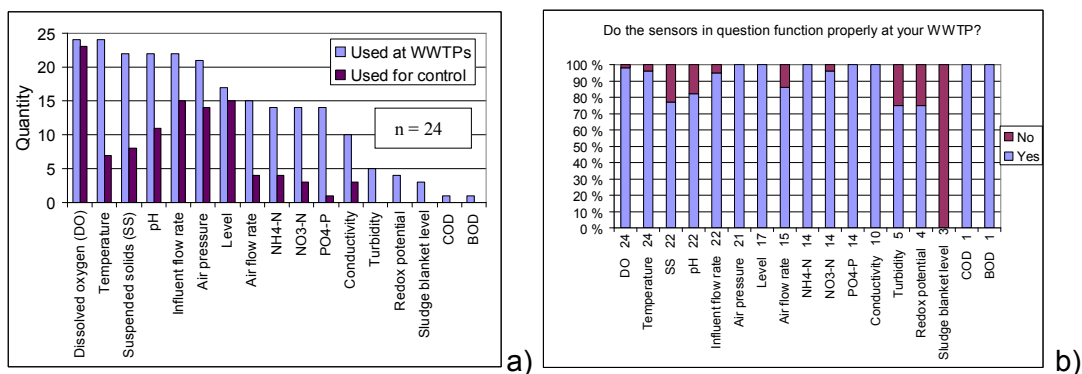 25
20
15
10
5
0
Quantity
Used at WWTPs
Used for control
n = 24
Dissolved oxygen (DO)
Temperature
Suspended solids (SS)
pH
Influent flow rate
Air pressure
Level
Air flow rate
NH4-N
NO3-N
PO4-P
Conductivity
Turbidity
Redox potential
Sludge blanket level
COD
BOD
a)
Do the sensors in question function properly at your WWTP?
100 %
90 %
80 %
70 %
60 %
50 %
40 %
30 %
20 %
10 %
0 %
No
Yes
DO 24
Temperature 24
SS 22
pH 22
Influent flow rate 22
Air pressure 21
Level 17
Air flow rate 15
NH4-N 14
NO3-N 14
PO4-P 14
Conductivity 10
Turbidity 5
Redox potential 4
Sludge blanket level 3
COD 1
BOD 1
b)